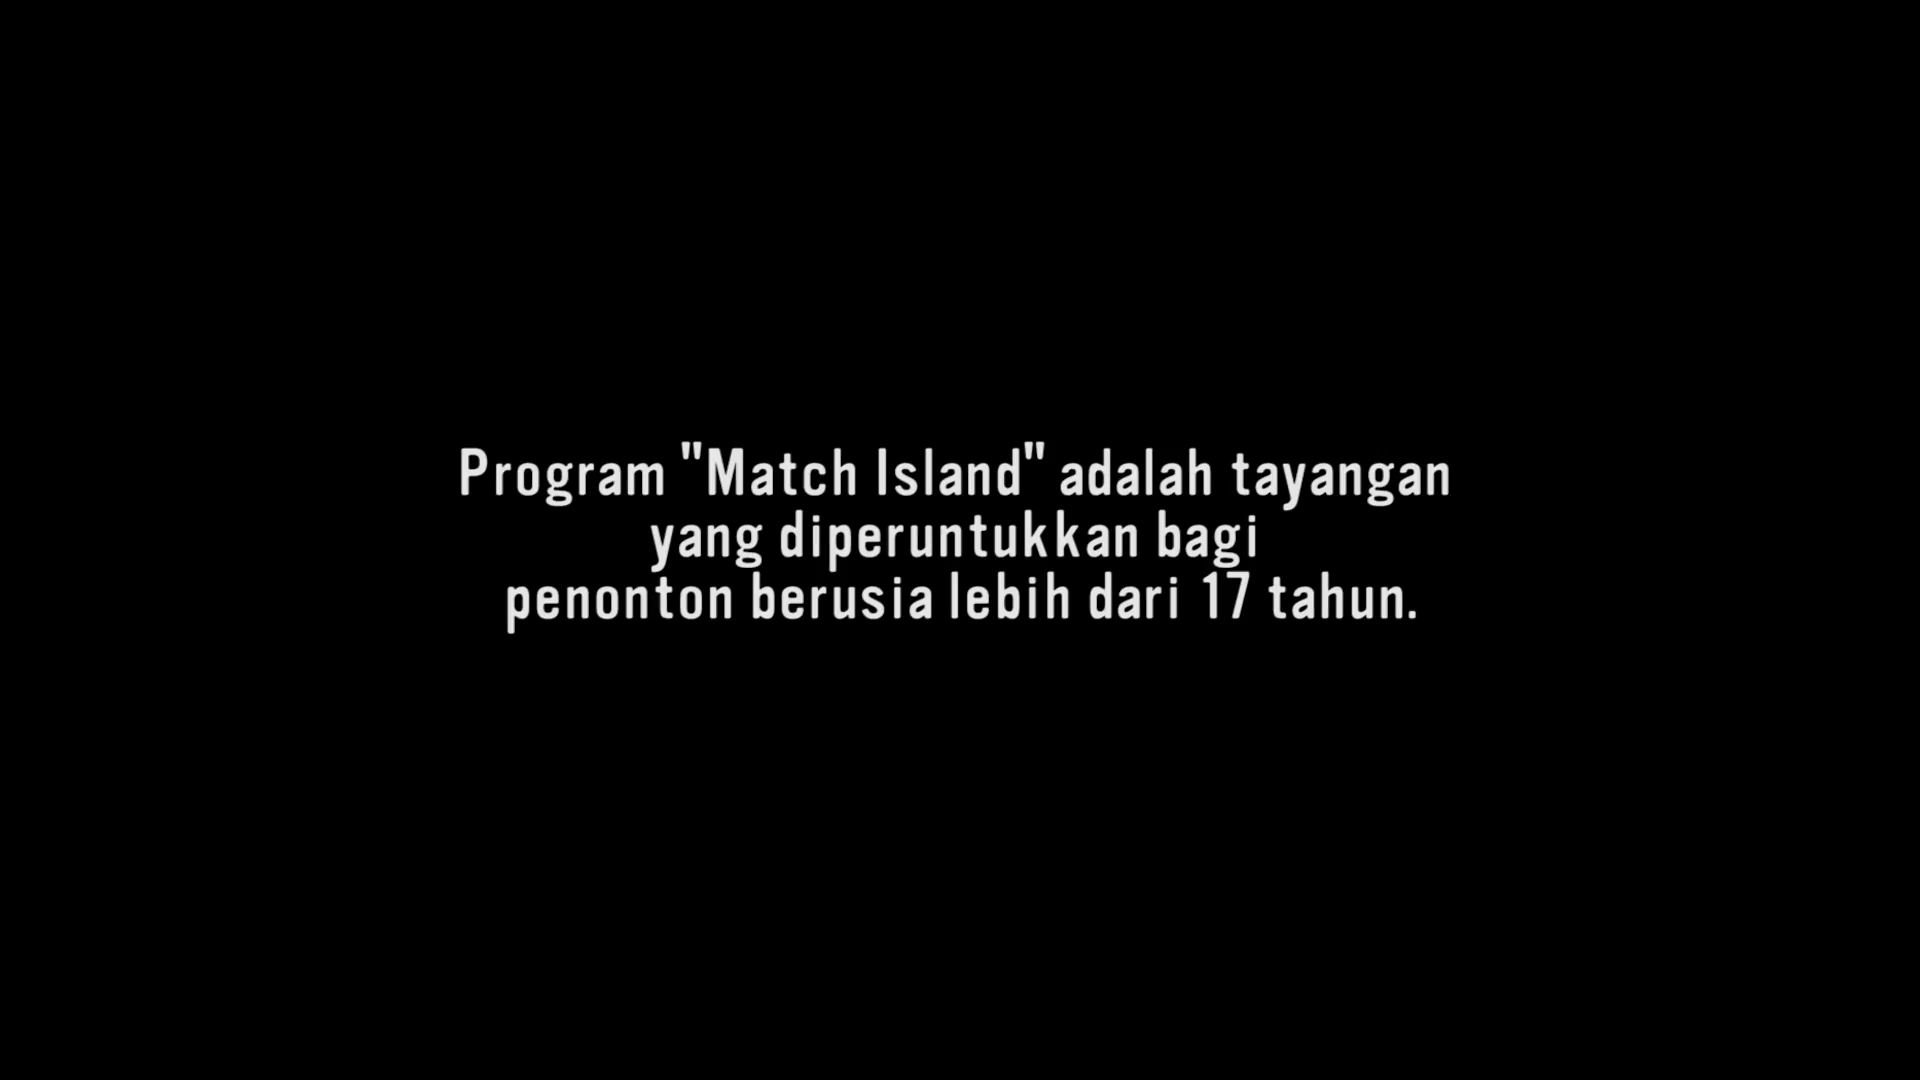 Program "Match Island" adalah tayangan
yang diperuntukkan bagi
penonton berusia lebih dari 17 tahun.